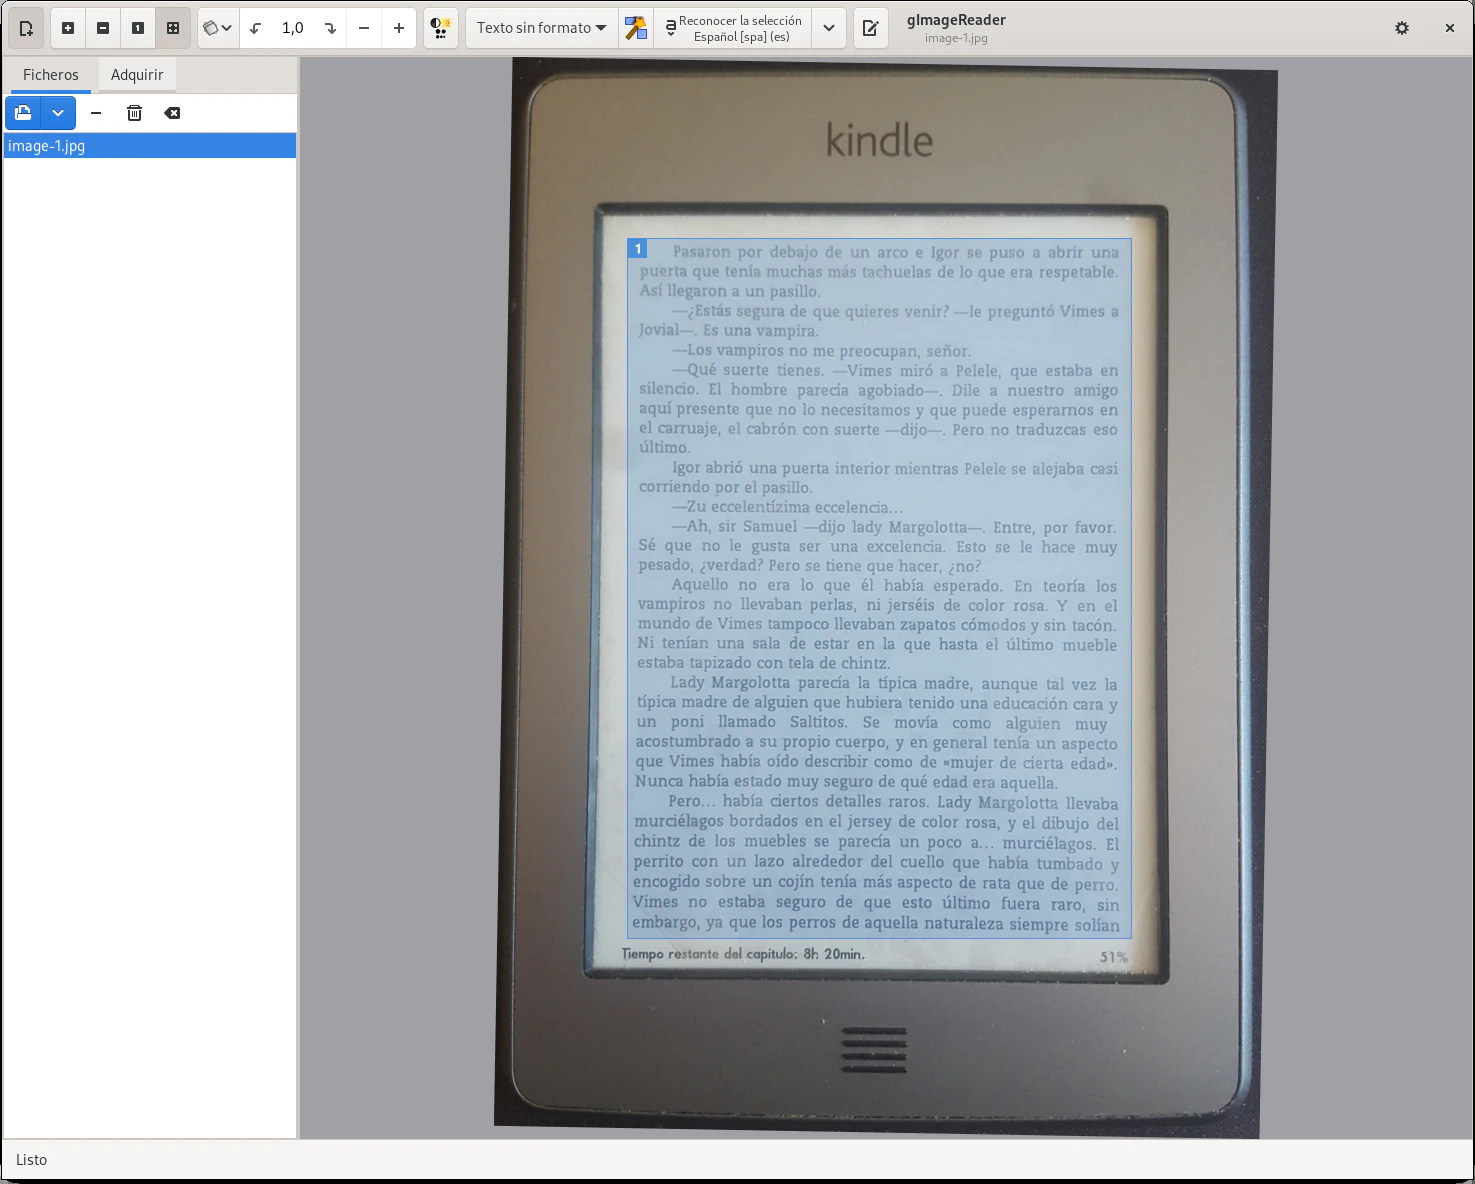 1,0
Texto sin formato
Reconocer la selección
Español [spa] (es)
gImageReader
image-1.jpg
Ficheros
Adquirir
image-1.jpg
kindle
1
Pasaron por debajo de un arco e Igor se puso a abrir una
puerta que tenía muchas más tachuelas de lo que era respetable.
Así llegaron a un pasillo.
—¿Estás segura de que quieres venir? —le preguntó Vimes a
Jovial—. Es una vampira.
—Los vampiros no me preocupan, señor.
—Qué suerte tienes. —Vimes miró a Pelele, que estaba en
silencio. El hombre parecía agobiado—. Dile a nuestro amigo
aquí presente que no lo necesitamos y que puede esperarnos en
el carruaje, el cabrón con suerte —dijo—. Pero no traduzcas eso
último.
Igor abrió una puerta interior mientras Pelele se alejaba casi
corriendo por el pasillo.
—Zu eccelentízima eccelencia...
—Ah, sir Samuel —dijo lady Margolotta—. Entre, por favor.
Sé que no le gusta ser una excelencia. Esto se le hace muy
pesado, ¿verdad? Pero se tiene que hacer, ¿no?
Aquello no era lo que él había esperado. En teoría los
vampiros no llevaban perlas, ni jerséis de color rosa. Y en el
mundo de Vimes tampoco llevaban zapatos cómodos y sin tacón.
Ni tenían una sala de estar en la que hasta el último mueble
estaba tapizado con tela de chintz.
Lady Margolotta parecía la típica madre, aunque tal vez la
típica madre de alguien que hubiera tenido una educación cara y
un poni llamado Saltitos. Se movía como alguien muy
acostumbrado a su propio cuerpo, y en general tenía un aspecto
que Vimes había oído describir como de «mujer de cierta edad».
Nunca había estado muy seguro de qué edad era aquella.
Pero... había ciertos detalles raros. Lady Margolotta llevaba
murciélagos bordados en el jersey de color rosa, y el dibujo del
chintz de los muebles se parecía un poco a... murciélagos. El
perrito con un lazo alrededor del cuello que había tumbado y
encogido sobre un cojín tenía más aspecto de rata que de perro.
Vimes no estaba seguro de que esto último fuera raro, sin
embargo, ya que los perros de aquella naturaleza siempre solían
Tiempo restante del capítulo: 8h 20min.
51%
Listo